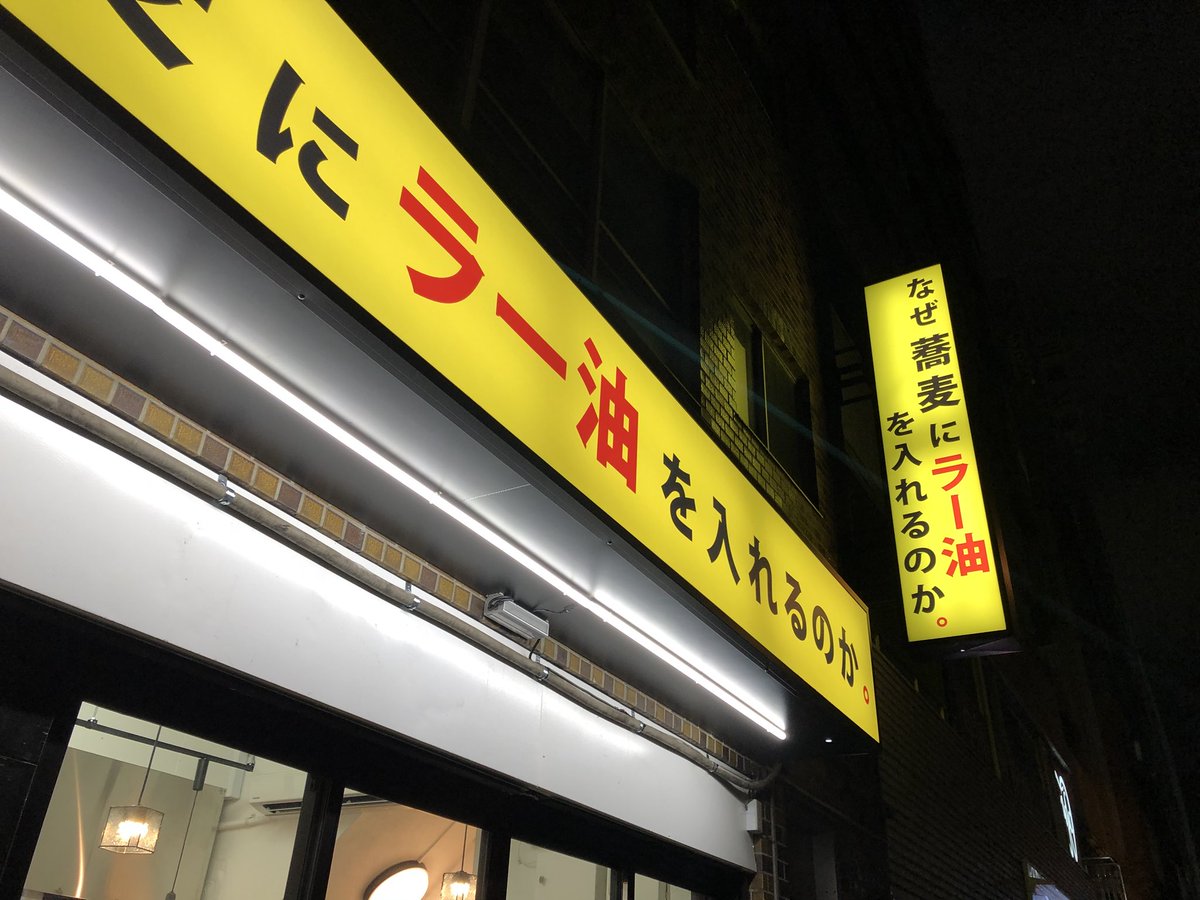 にラー油を入れるのか。
なぜ蕎麦にラー油
を入れるのか。